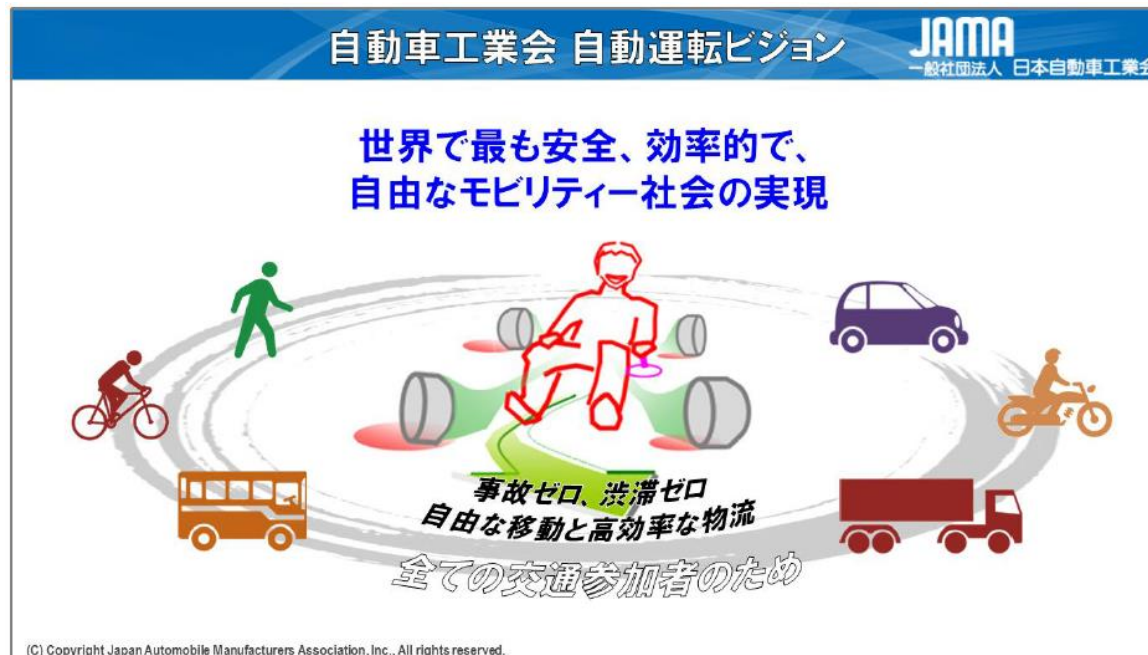 自動車工業会 自動運転ビジョン
JAMA
一般社団法人 日本自動車工業会
世界で最も安全、効率的で、
自由なモビリティー社会の実現
事故ゼロ、渋滞ゼロ
自由な移動と高効率な物流
全ての交通参加者のため
(C) Copyright Japan Automobile Manufacturers Association, Inc., All rights reserved.